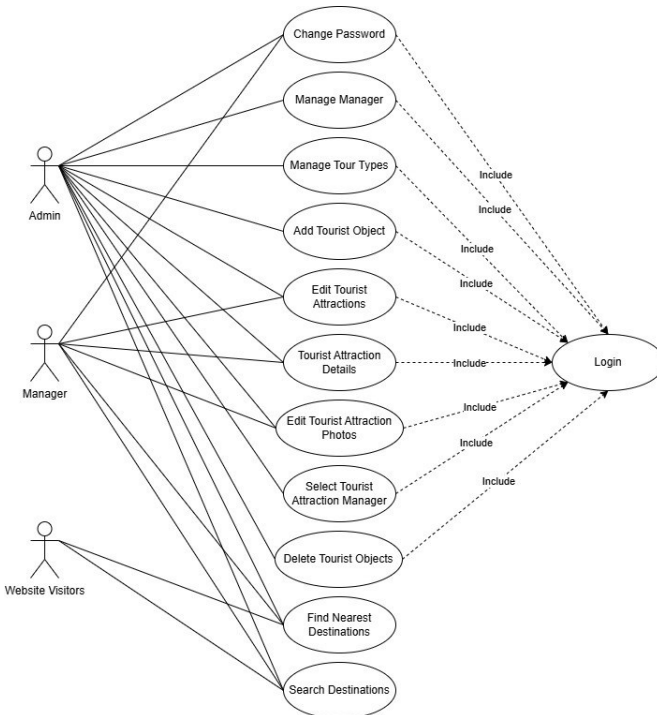 Change Password
Manage Manager
Manage Tour Types
Admin
Include
Include
Add Tourist Object
Include
Include
Edit Tourist
Attractions
Include
Manager
Tourist Attraction
Details
Include
Login
Edit Tourist Attraction
Photos
Include
Include
Select Tourist
Attraction Manager
Include
Delete Tourist Objects
Website Visitors
Find Nearest
Destinations
Search Destinations